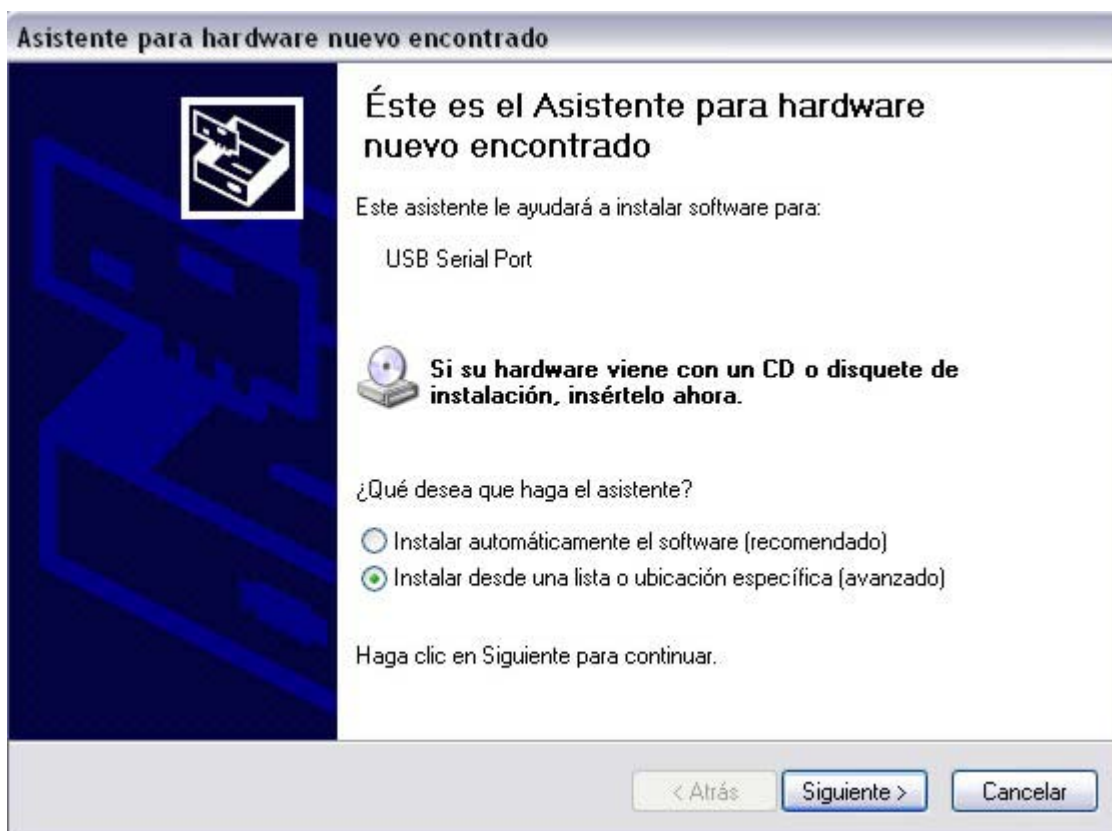 Asistente para hardware nuevo encontrado
Éste es el Asistente para hardware
nuevo encontrado
Este asistente le ayudará a instalar software para:
USB Serial Port
Si su hardware viene con un CD o disquete de
instalación, insértelo ahora.
¿Qué desea que haga el asistente?
Instalar automáticamente el software (recomendado)
Instalar desde una lista o ubicación específica (avanzado)
Haga clic en Siguiente para continuar.
< Atrás Siguiente > Cancelar